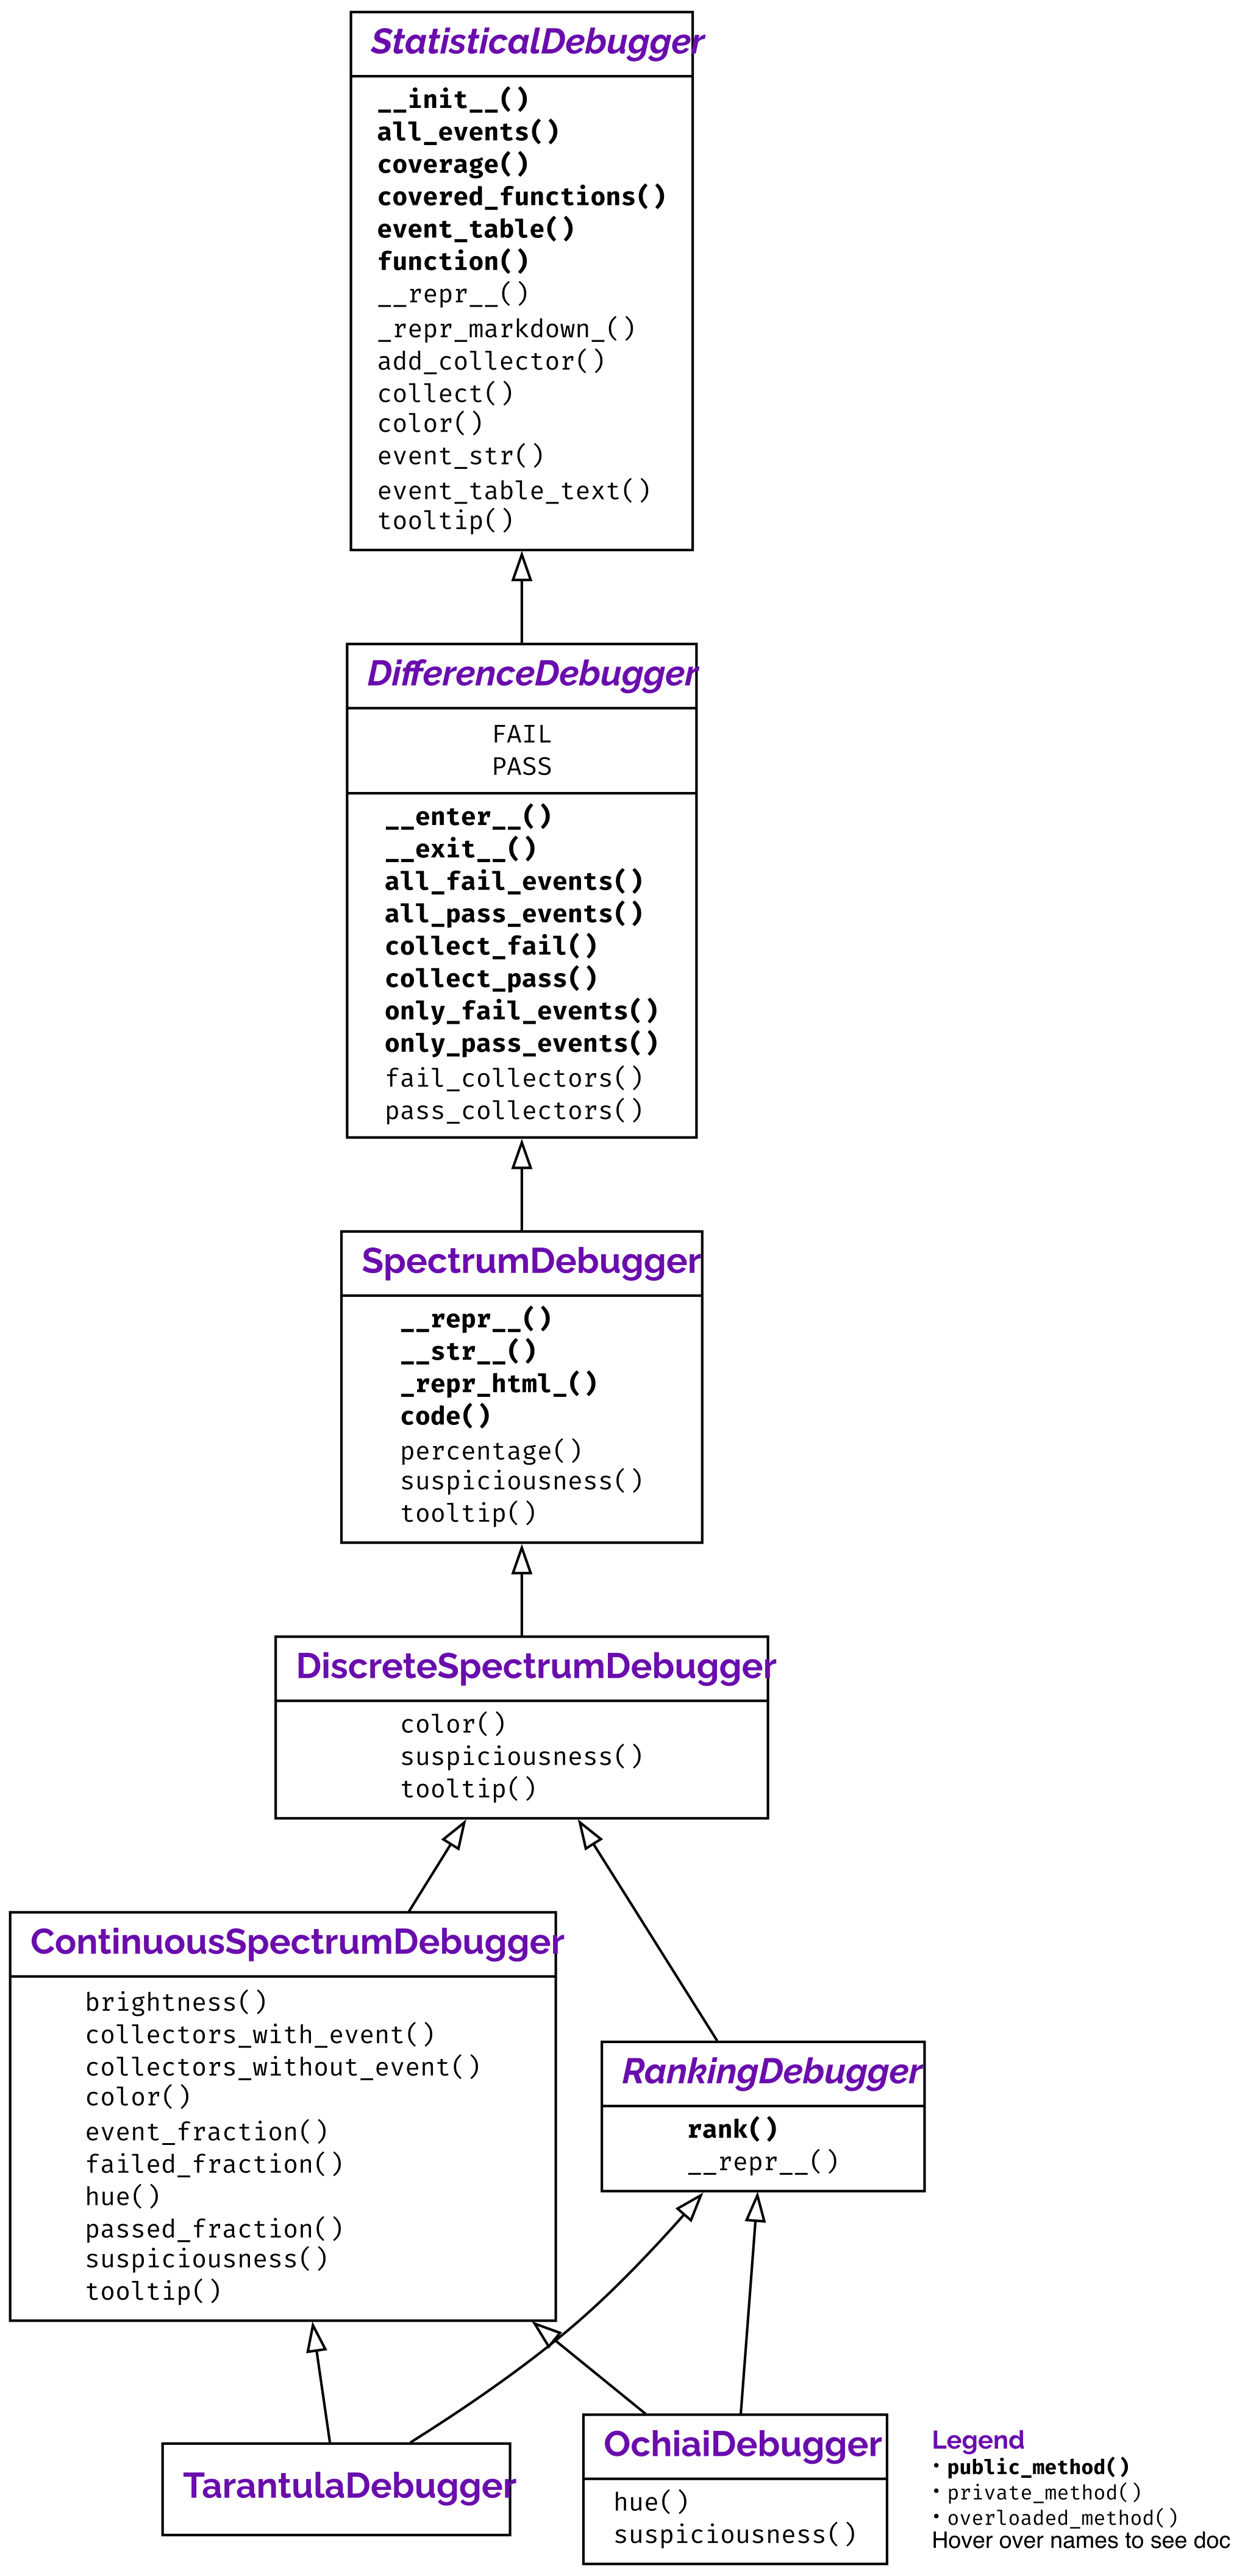 StatisticalDebugger
__init__()
all_events()
coverage()
covered_functions()
event_table()
function()
__repr__()
_repr_markdown_()
add_collector()
collect()
color()
event_str()
event_table_text()
tooltip()
DifferenceDebugger
FAIL
PASS
__enter__()
__exit__()
all_fail_events()
all_pass_events()
collect_fail()
collect_pass()
only_fail_events()
only_pass_events()
fail_collectors()
pass_collectors()
SpectrumDebugger
__repr__()
__str__()
_repr_html_()
code()
percentage()
suspiciousness()
tooltip()
DiscreteSpectrumDebugger
color()
suspiciousness()
tooltip()
ContinuousSpectrumDebugger
brightness()
collectors_with_event()
collectors_without_event()
color()
event_fraction()
failed_fraction()
hue()
passed_fraction()
suspiciousness()
tooltip()
RankingDebugger
rank()
__repr__()
TarantulaDebugger
OchiaiDebugger
hue()
suspiciousness()
Legend
• public_method()
• private_method()
• overloaded_method()
Hover over names to see doc